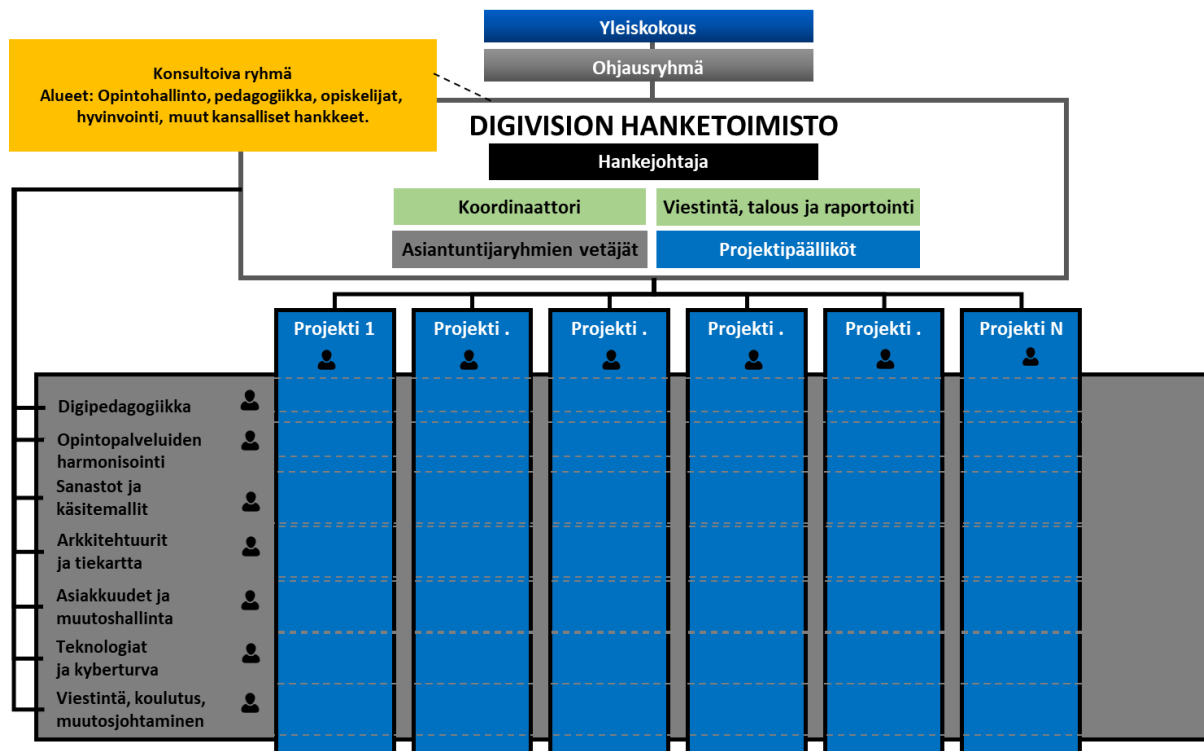 Yleiskokous
Ohjausryhmä
Konsultoiva ryhmä
Alueet: Opintohallinto, pedagogiikka, opiskelijat,
hyvinvointi, muut kansalliset hankkeet.
DIGIVISION HANKETOIMISTO
Hankejohtaja
Koordinaattori
Viestintä, talous ja raportointi
Asiantuntijaryhmien vetäjät
Projektipäälliköt
Projekti 1
Projekti .
Projekti .
Projekti .
Projekti .
Projekti N
Digipedagogiikka
Opintopalveluiden
harmonisointi
Sanastot ja
käsitemallit
Arkkitehtuurit
ja tiekartta
Asiakkuudet ja
muutoshallinta
Teknologiat
ja kyberturva
Viestintä, koulutus,
muutosjohtaminen